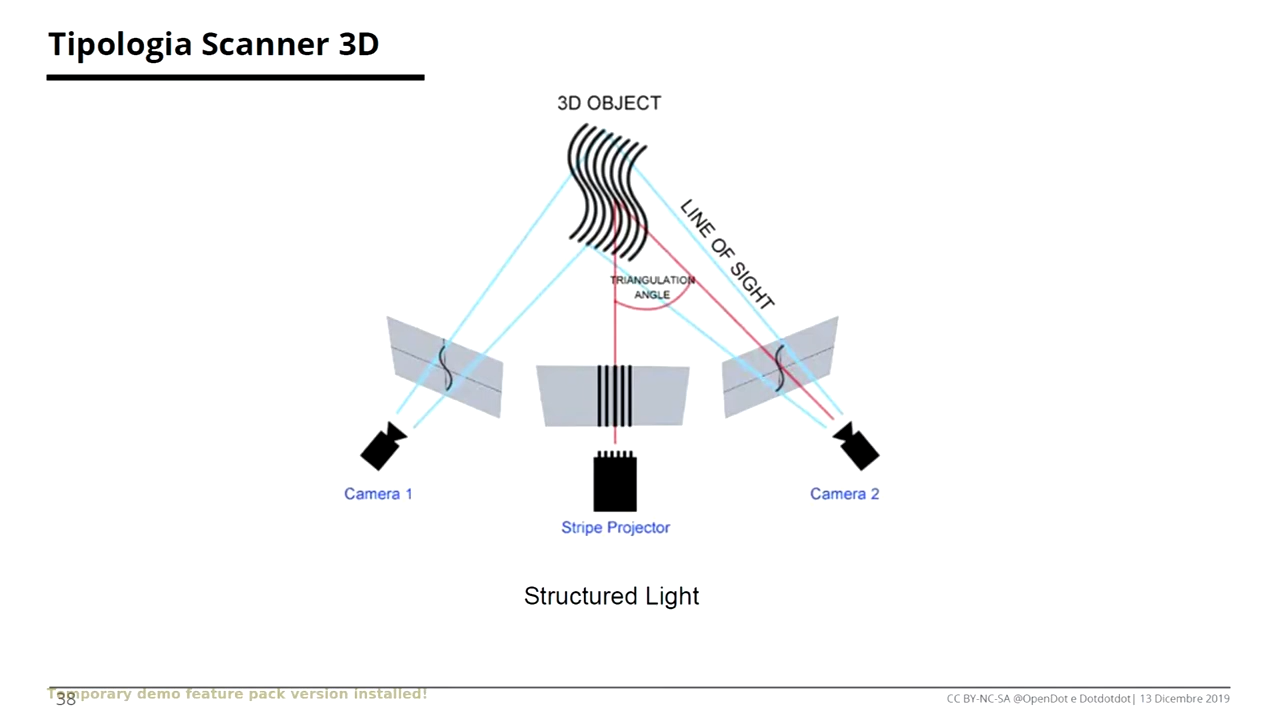 Tipologia Scanner 3D
3D OBJECT
LINE OF SIGHT
TRIANGULATION
ANGLE
Camera 1
Camera 2
Stripe Projector
Structured Light
Temporary demo feature pack version installed!
38
CC BY-NC-SA @OpenDot e Dotdotdot| 13 Dicembre 2019